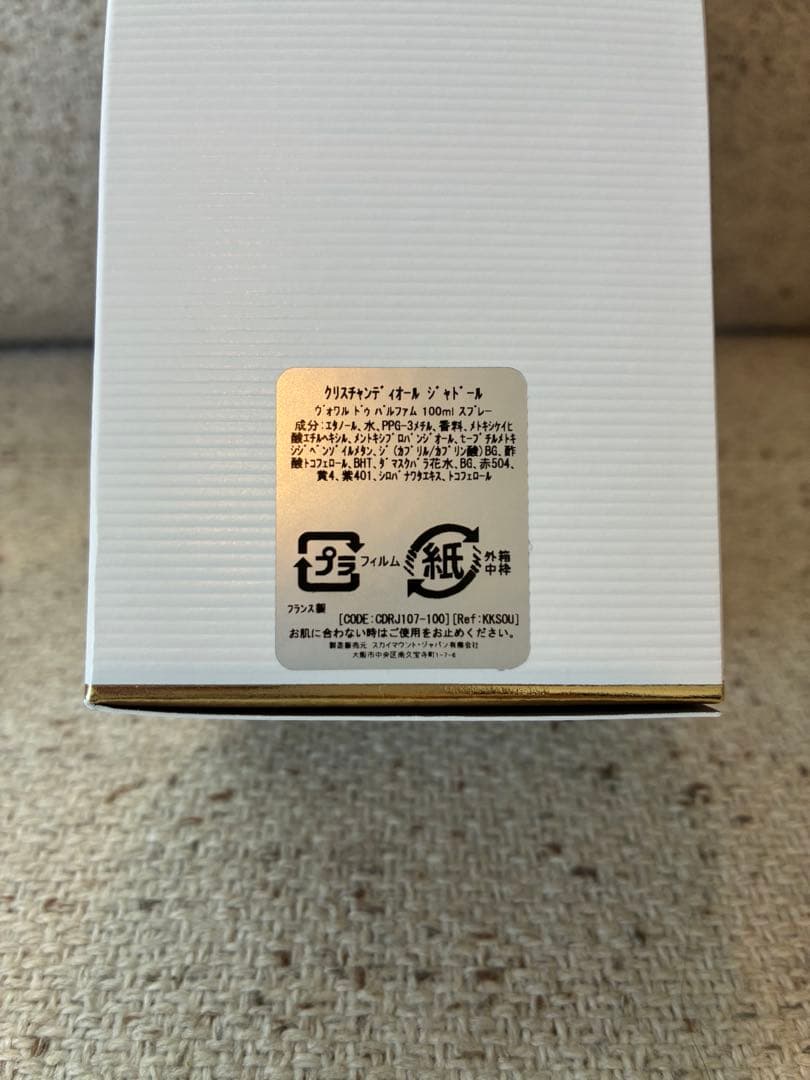 クリスチャンディオール ジャドール
ヴォワル ドゥ パルファム 100ml スプレー
成分:エタノール、水、PPG-3メチル、香料、メトキシケイヒ
酸エチルヘキシル、メントキシプロパンジオール、t-ブチルメトキ
シジベンゾイルメタン、ジ(カプリル/カプリン酸)BG、酢
酸トコフェロール、BHT、ダマスクバラ花水、BG、赤504、
黄4、紫401、シロバナワタエキス、トコフェロール
プラ フィルム 紙 外箱
中枠
フランス製 [CODE:CDRJ107-100][Ref:KKSOU]
お肌に合わない時はご使用をお止めください。
製造販売元 スカイマウント・ジャパン有限会社
大阪市中央区南久宝寺町1-7-6